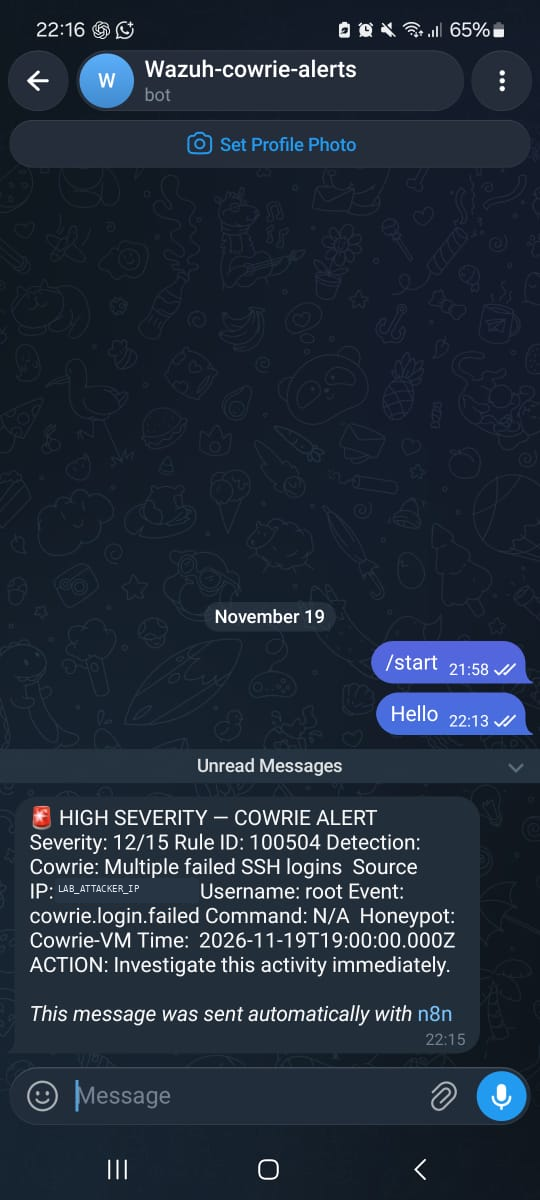 22:16
65%
W
Wazuh-cowrie-alerts
bot
Set Profile Photo
November 19
/start 21:58
Hello 22:13
Unread Messages
🚨 HIGH SEVERITY — COWRIE ALERT
Severity: 12/15 Rule ID: 100504 Detection:
Cowrie: Multiple failed SSH logins Source
IP: LAB_ATTACKER_IP Username: root Event:
cowrie.login.failed Command: N/A Honeypot:
Cowrie-VM Time: 2026-11-19T19:00:00.000Z
ACTION: Investigate this activity immediately.
This message was sent automatically with n8n
22:15
Message